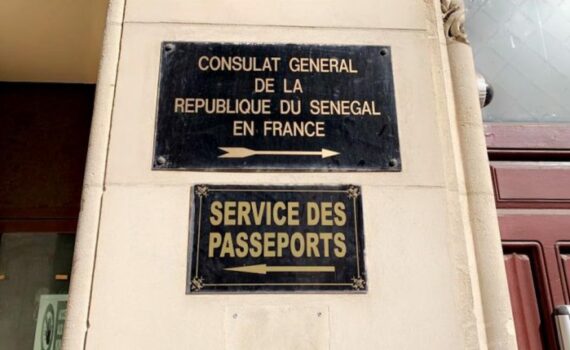 CONSULAT GENERAL
DE LA
REPUBLIQUE DU SENEGAL
EN FRANCE
SERVICE DES
PASSEPORTS